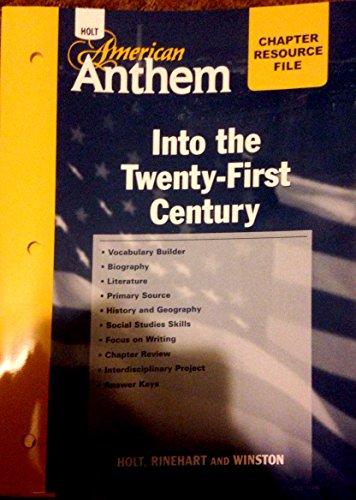 HOLT
American
Anthem
CHAPTER
RESOURCE
FILE
Into the
Twenty-First
Century
• Vocabulary Builder
• Biography
• Literature
• Primary Source
• History and Geography
• Social Studies Skills
• Focus on Writing
• Chapter Review
• Interdisciplinary Project
• Answer Keys
HOLT, RINEHART AND WINSTON